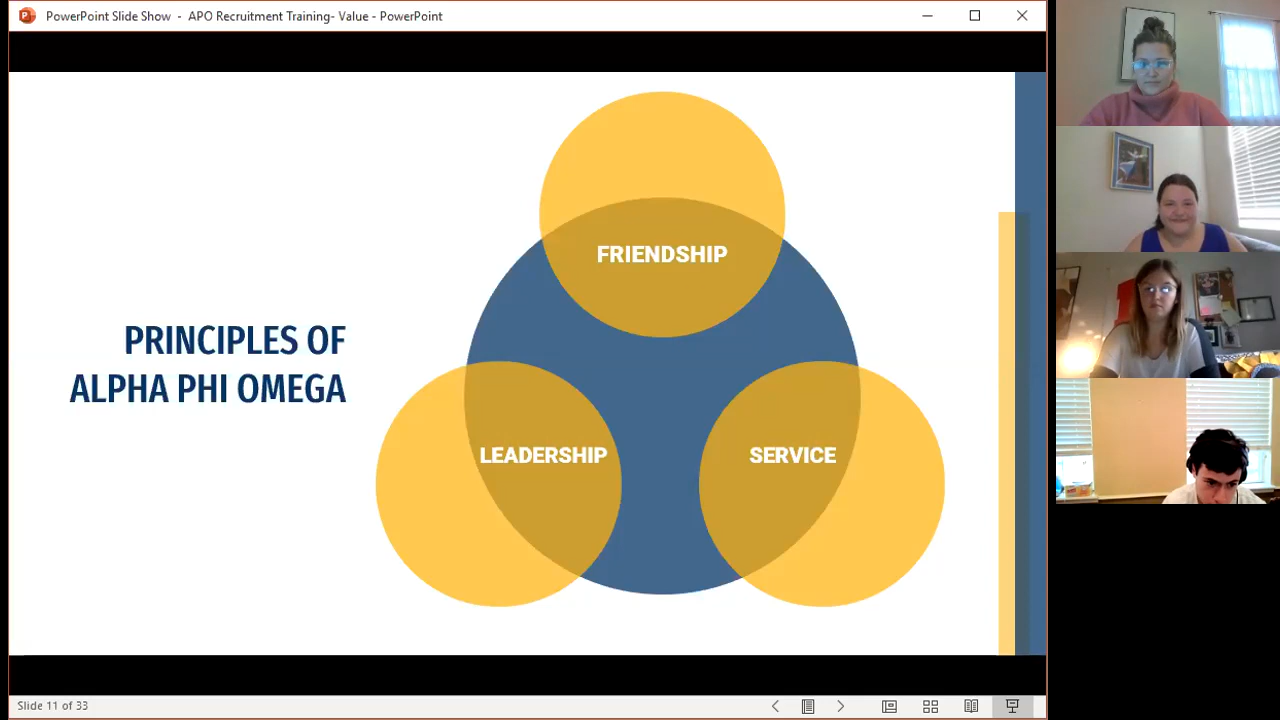 PowerPoint Slide Show - APO Recruitment Training- Value - PowerPoint
PRINCIPLES OF
ALPHA PHI OMEGA
FRIENDSHIP
LEADERSHIP
SERVICE
Slide 11 of 33